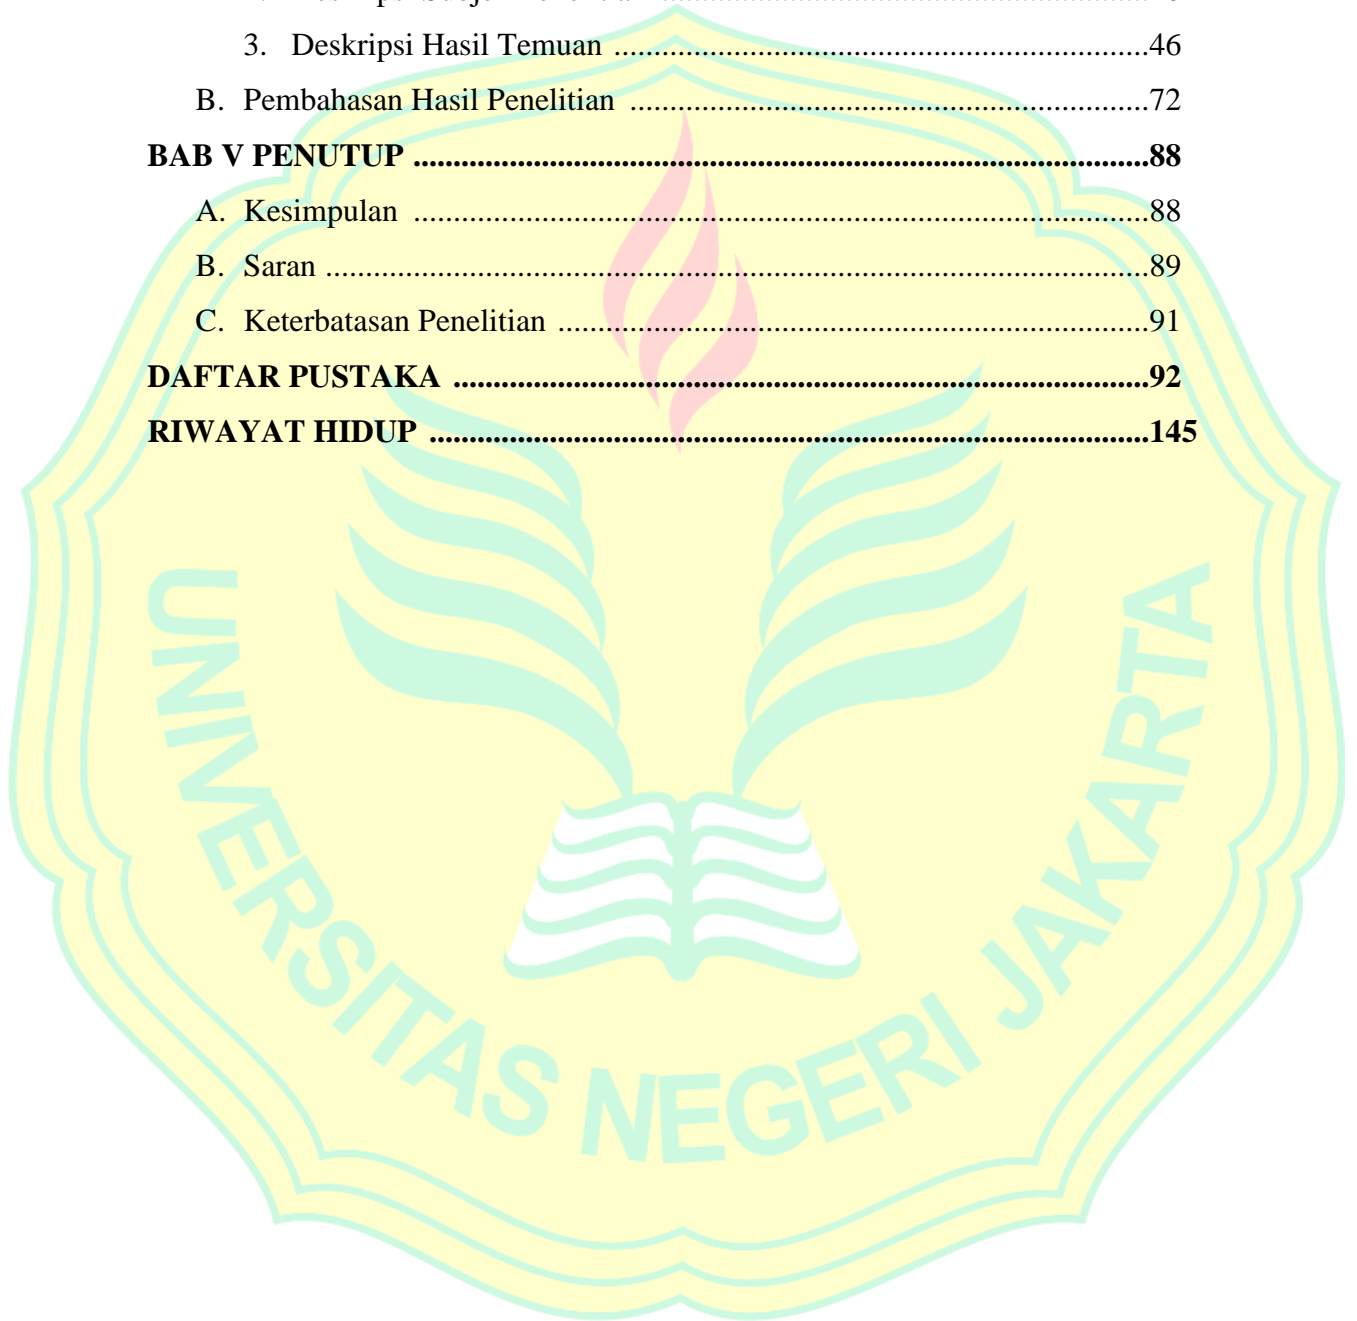 3. Deskripsi Hasil Temuan ....................................................................46
B. Pembahasan Hasil Penelitian ..................................................................72
BAB V PENUTUP ............................................................................................88
A. Kesimpulan .............................................................................................88
B. Saran ........................................................................................................89
C. Keterbatasan Penelitian ...........................................................................91
DAFTAR PUSTAKA .......................................................................................92
RIWAYAT HIDUP ..........................................................................................145
UNIVERSITAS NEGERI JAKARTA